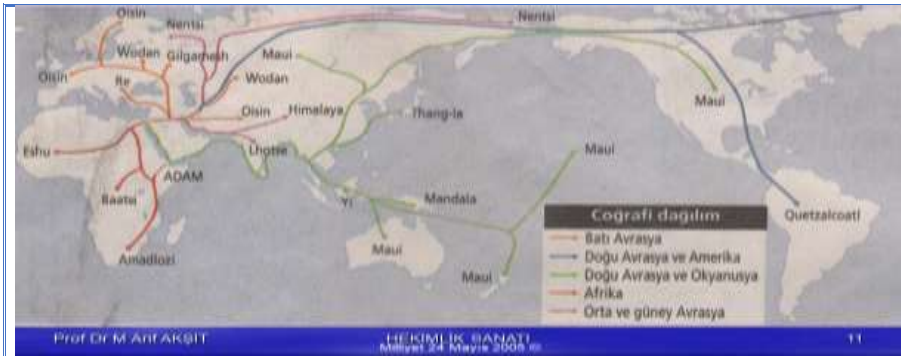 Oisin
Nentsi
Nentsi
Wodan
Gilgamesh
Maui
Oisin
Re
Wodan
Maui
Oisin
Himalaya
Thang-la
Eshu
Lhotse
Maui
ADAM
Baatsi
Yi
Mandala
Quetzalcoatl
Maui
Amadlozi
Maui
Coğrafi dağılım
Batı Avrasya
Doğu Avrasya ve Amerika
Doğu Avrasya ve Okyanusya
Afrika
Orta ve güney Avrasya
Prof Dr M Arif AKŞİT
HEKİMLİK SANATI
Milliyet 24 Mayıs 2005 ©
11